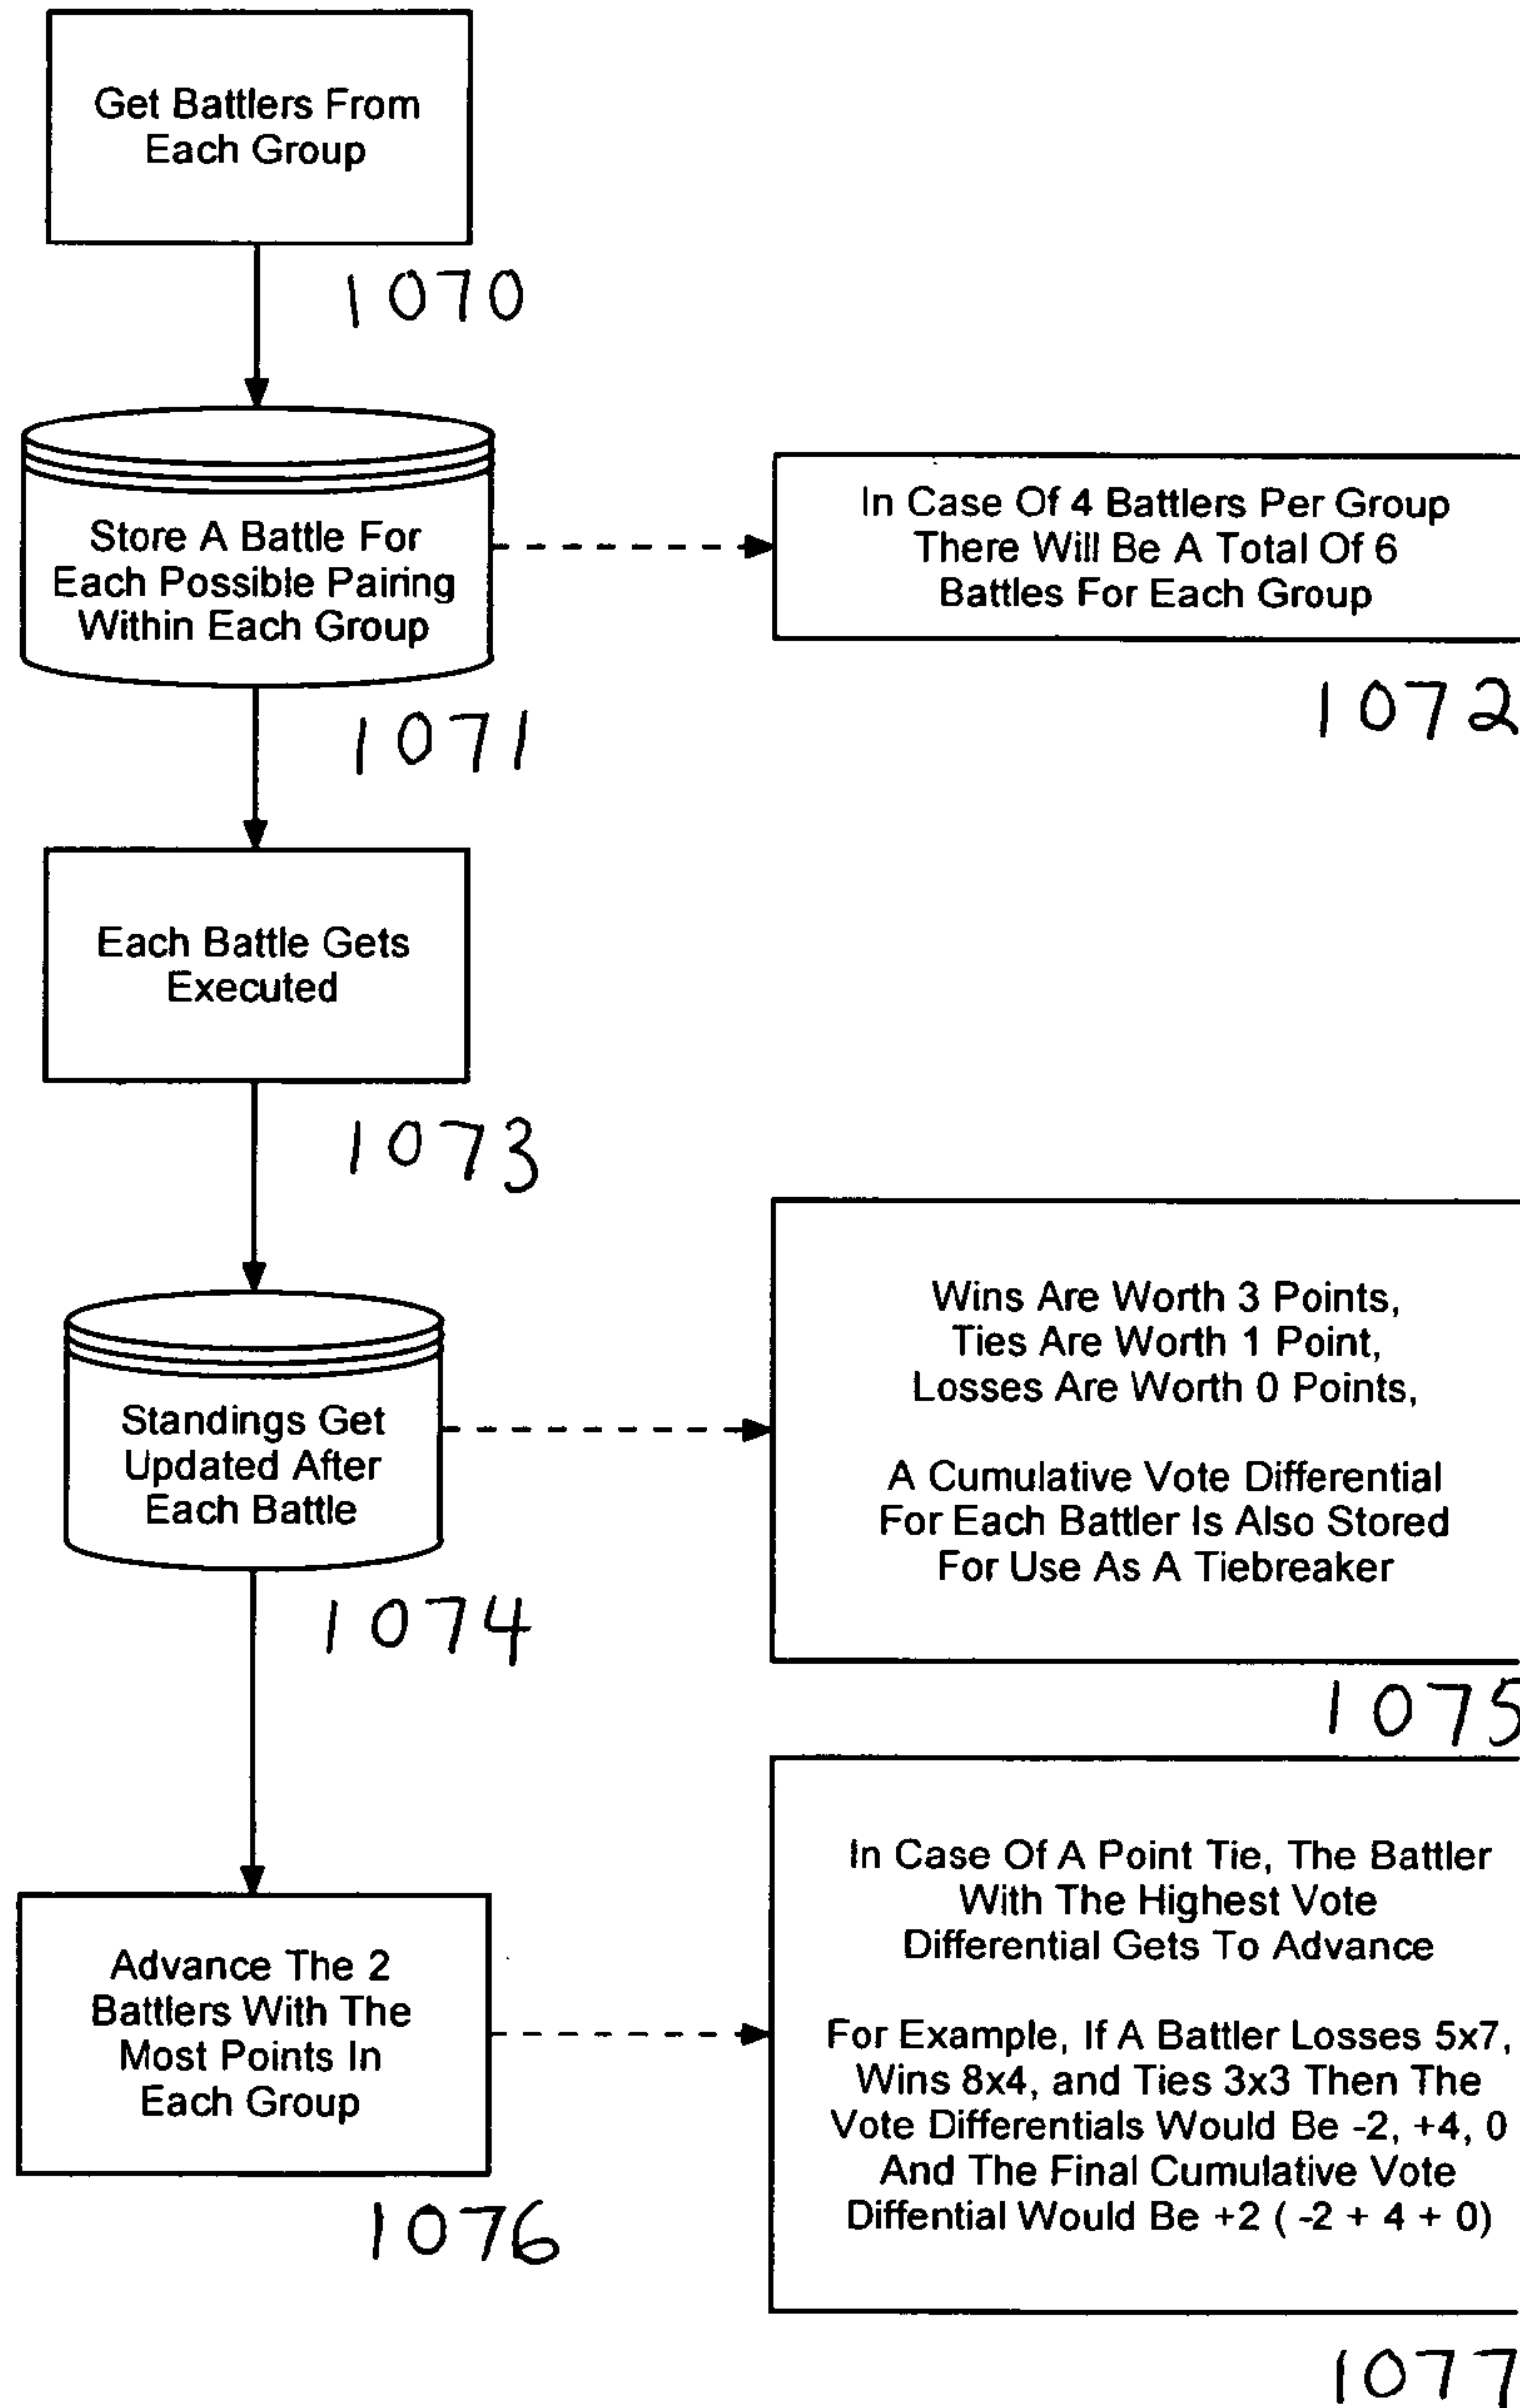 Get Battlers From
Each Group
1070
Store A Battle For
Each Possible Pairing
Within Each Group
1071
In Case Of 4 Battlers Per Group
There Will Be A Total Of 6
Battles For Each Group
1072
Each Battle Gets
Executed
1073
Standings Get
Updated After
Each Battle
1074
Wins Are Worth 3 Points,
Ties Are Worth 1 Point,
Losses Are Worth 0 Points,
A Cumulative Vote Differential
For Each Battler Is Also Stored
For Use As A Tiebreaker
1075
Advance The 2
Battlers With The
Most Points In
Each Group
1076
In Case Of A Point Tie, The Battler
With The Highest Vote
Differential Gets To Advance
For Example, If A Battler Losses 5x7,
Wins 8x4, and Ties 3x3 Then The
Vote Differentials Would Be -2, +4, 0
And The Final Cumulative Vote
Diffential Would Be +2 ( -2 + 4 + 0)
1077